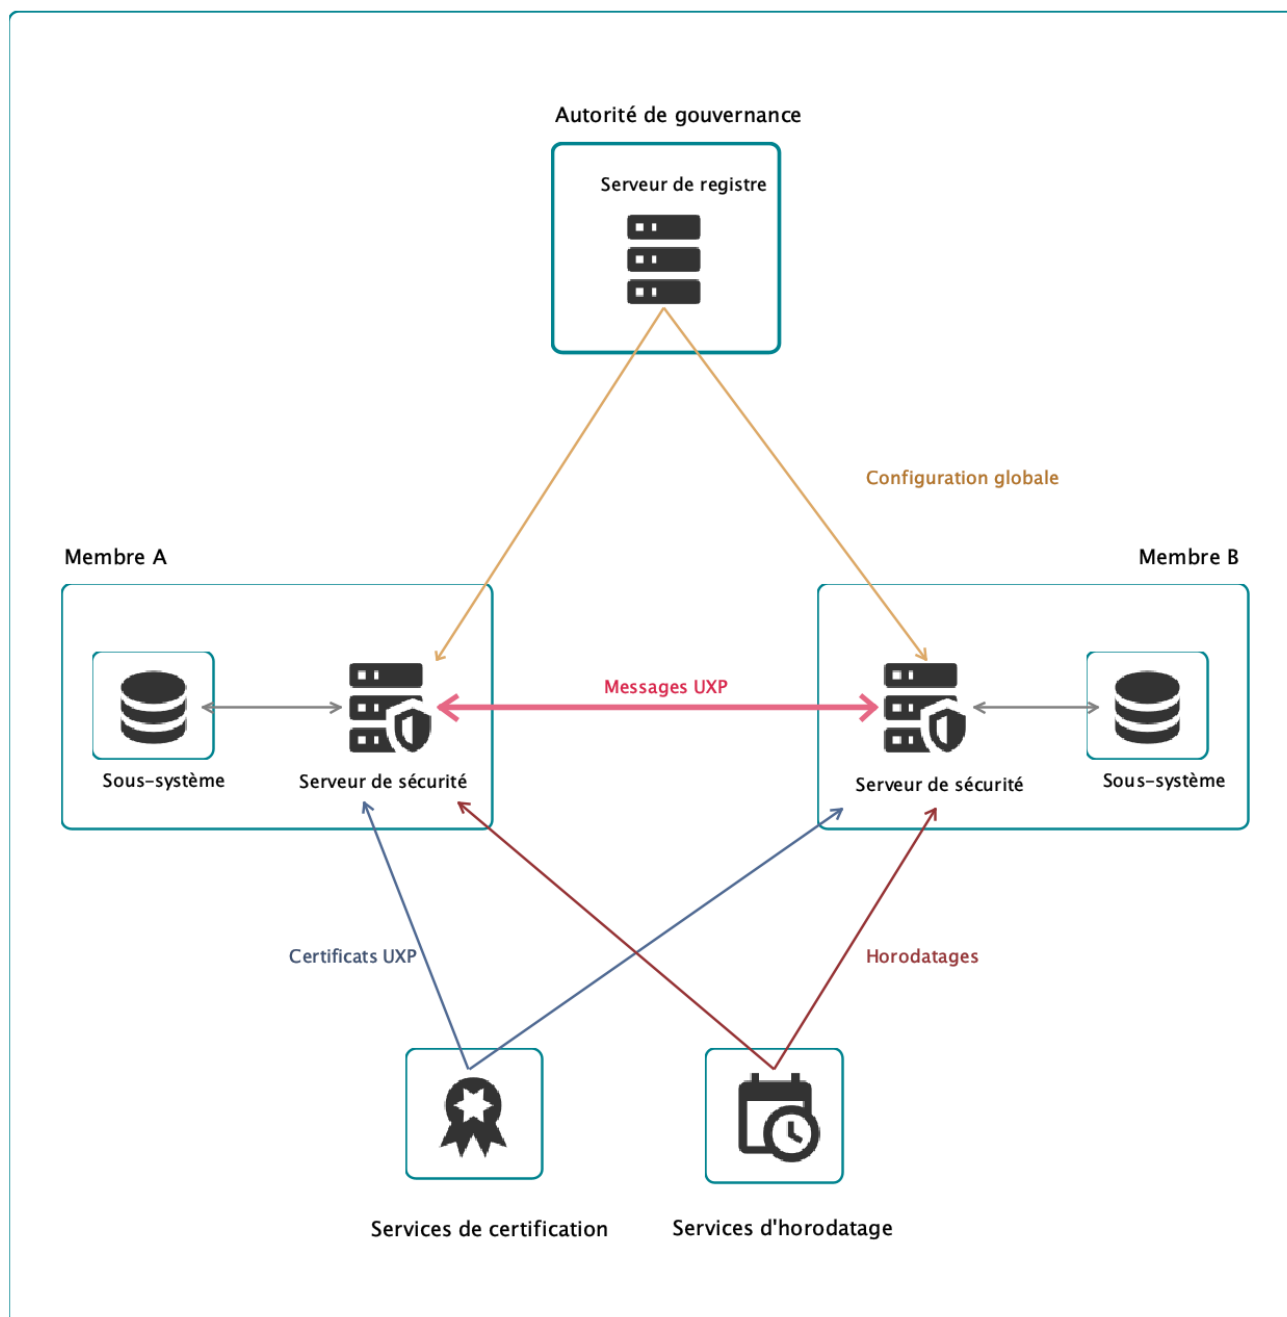 Autorité de gouvernance
Serveur de registre
Configuration globale
Membre A
Membre B
Messages UXP
Sous-système
Serveur de sécurité
Serveur de sécurité
Sous-système
Certificats UXP
Horodatages
Services de certification
Services d'horodatage